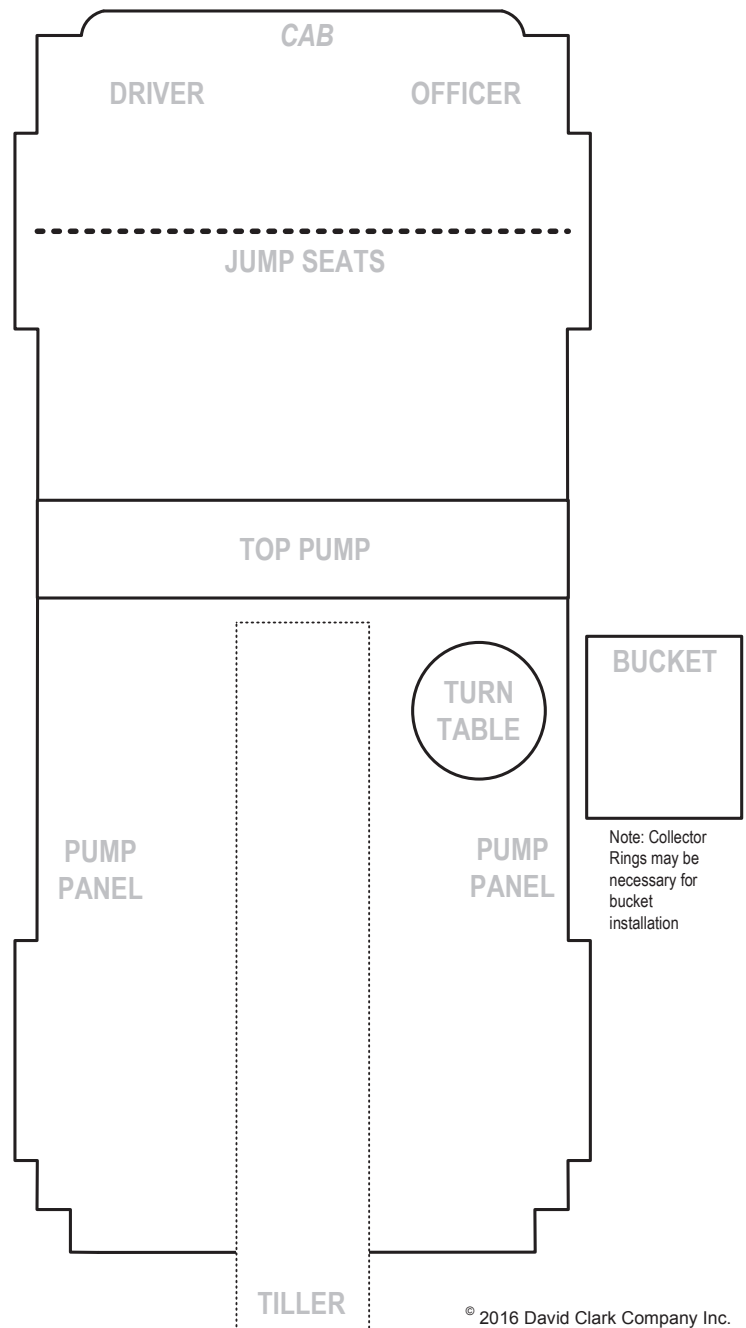 CAB
DRIVER OFFICER
JUMP SEATS
TOP PUMP
BUCKET
TURN
TABLE
Note: Collector
Rings may be
necessary for
bucket
installation
PUMP
PANEL
PUMP
PANEL
TILLER
© 2016 David Clark Company Inc.